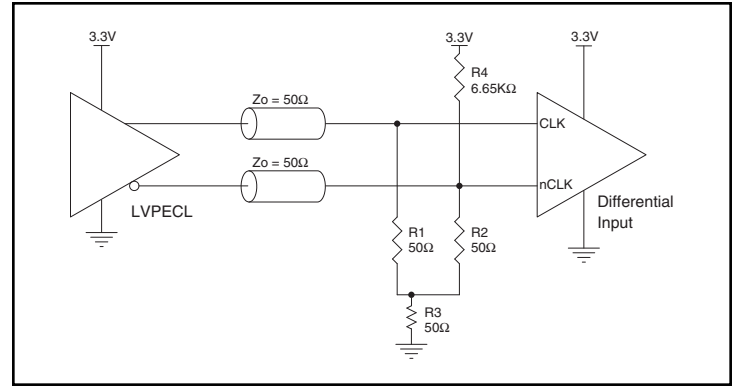 3.3V
3.3V
3.3V
R4
6.65KΩ
Zo = 50Ω
CLK
Zo = 50Ω
nCLK
LVPECL
Differential
Input
R1
50Ω
R2
50Ω
R3
50Ω